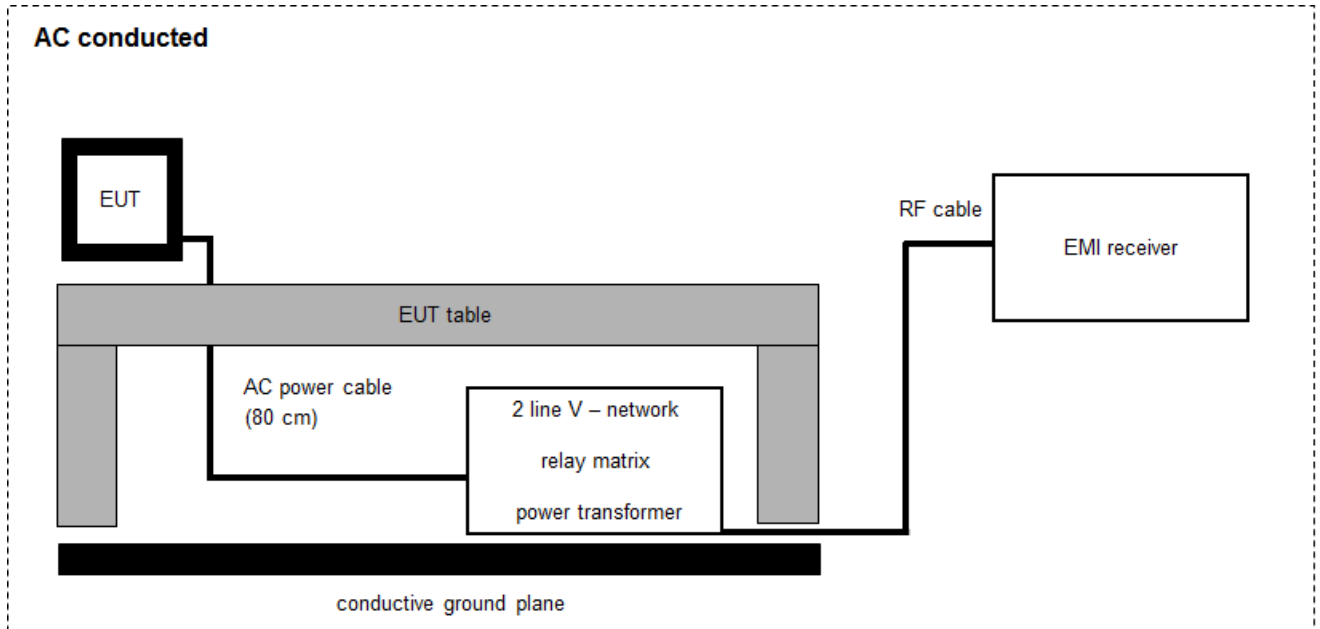 AC conducted
EUT
RF cable
EMI receiver
EUT table
AC power cable
(80 cm)
2 line V – network
relay matrix
power transformer
conductive ground plane